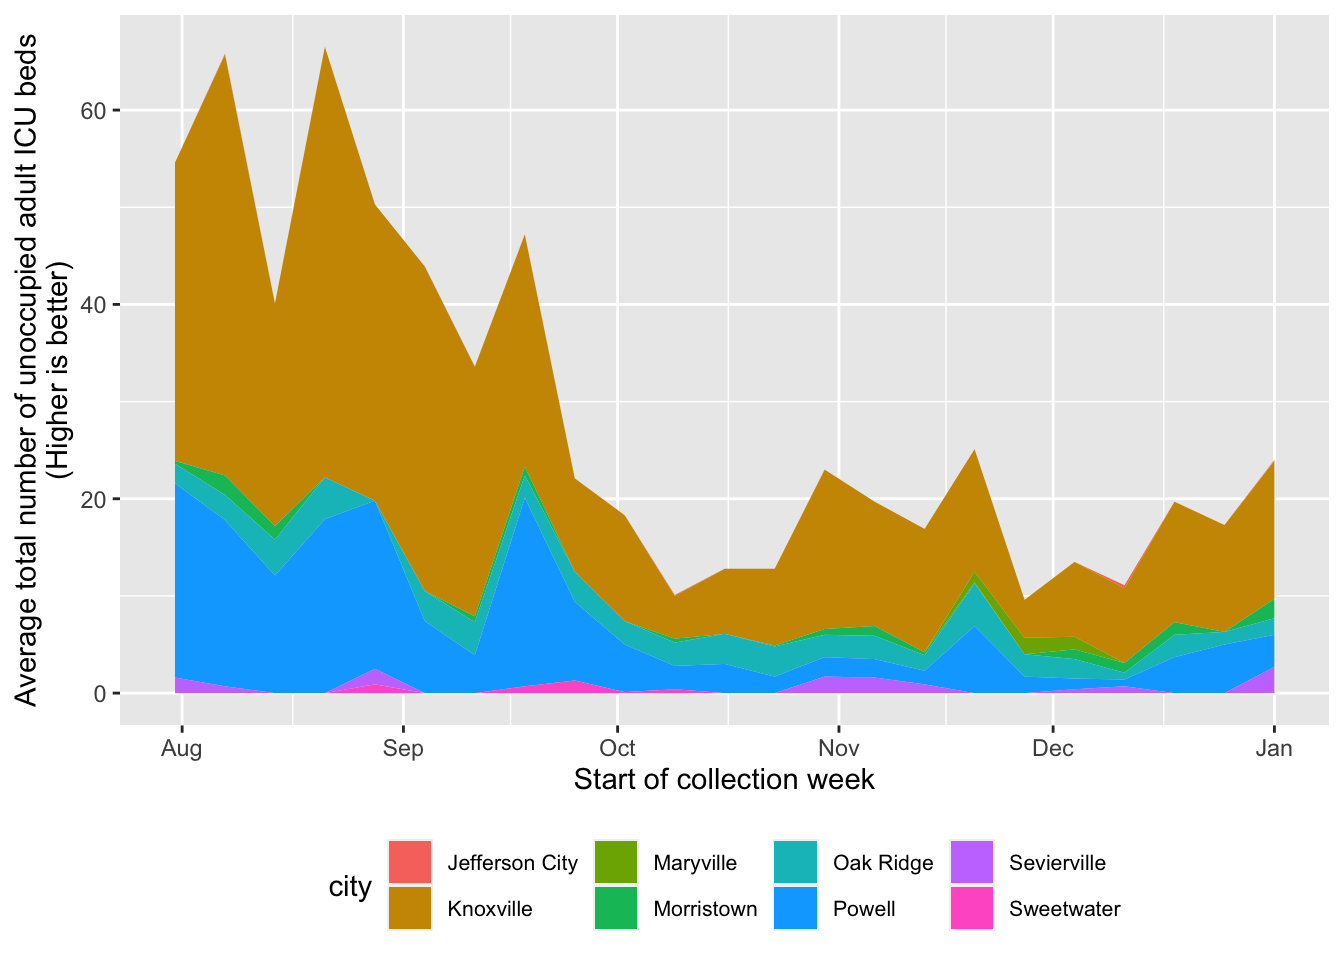 Average total number of unoccupied adult ICU beds
(Higher is better)
60
40
20
0
Aug
Sep
Oct
Nov
Dec
Jan
Start of collection week
city
Jefferson City
Maryville
Oak Ridge
Sevierville
Knoxville
Morristown
Powell
Sweetwater